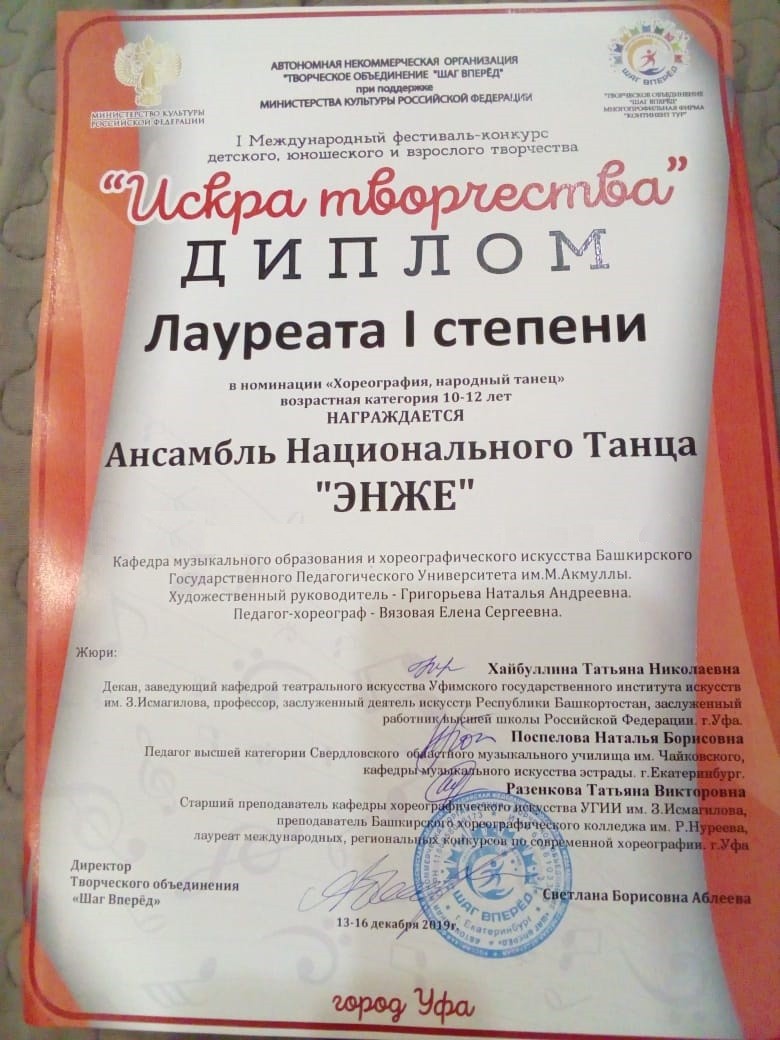 МИНИСТЕРСТВО КУЛЬТУРЫ
РОССИЙСКОЙ ФЕДЕРАЦИИ
АВТОНОМНАЯ НЕКОММЕРЧЕСКАЯ ОРГАНИЗАЦИЯ
"ТВОРЧЕСКОЕ ОБЪЕДИНЕНИЕ "ШАГ ВПЕРЁД"
при поддержке
МИНИСТЕРСТВА КУЛЬТУРЫ РОССИЙСКОЙ ФЕДЕРАЦИИ
ШАГ ВПЕРЁД
"ТВОРЧЕСКОЕ ОБЪЕДИНЕНИЕ
"ШАГ ВПЕРЁД"
МНОГОПРОФИЛЬНАЯ ФИРМА
"КОНТИНЕНТ ТУР"
I Международный фестиваль-конкурс
детского, юношеского и взрослого творчества
“Искра творчества”
ДИПЛОМ
Лауреата I степени
в номинации «Хореография, народный танец»
возрастная категория 10-12 лет
НАГРАЖДАЕТСЯ
Ансамбль Национального Танца
"ЭНЖЕ"
Кафедра музыкального образования и хореографического искусства Башкирского
Государственного Педагогического Университета им.М.Акмуллы.
Художественный руководитель - Григорьева Наталья Андреевна.
Педагог-хореограф - Вязовая Елена Сергеевна.
Жюри:
Хайбуллина Татьяна Николаевна
Декан, заведующий кафедрой театрального искусства Уфимского государственного института искусств
им. З.Исмагилова, профессор, заслуженный деятель искусств Республики Башкортостан, заслуженный
работник высшей школы Российской Федерации. г.Уфа.
Поспелова Наталья Борисовна
Педагог высшей категории Свердловского областного музыкального училища им. Чайковского,
кафедры музыкального искусства эстрады. г.Екатеринбург.
Разенкова Татьяна Викторовна
Старший преподаватель кафедры хореографического искусства УГИИ им. З.Исмагилова,
преподаватель Башкирского хореографического колледжа им. Р.Нуреева,
лауреат международных, региональных конкурсов по современной хореографии. г.Уфа
Директор
Творческого объединения
«Шаг Вперёд»
Светлана Борисовна Аблеева
ШАГ ВПЕРЁД
г. Екатеринбург
13-16 декабря 2019г.
город Уфа